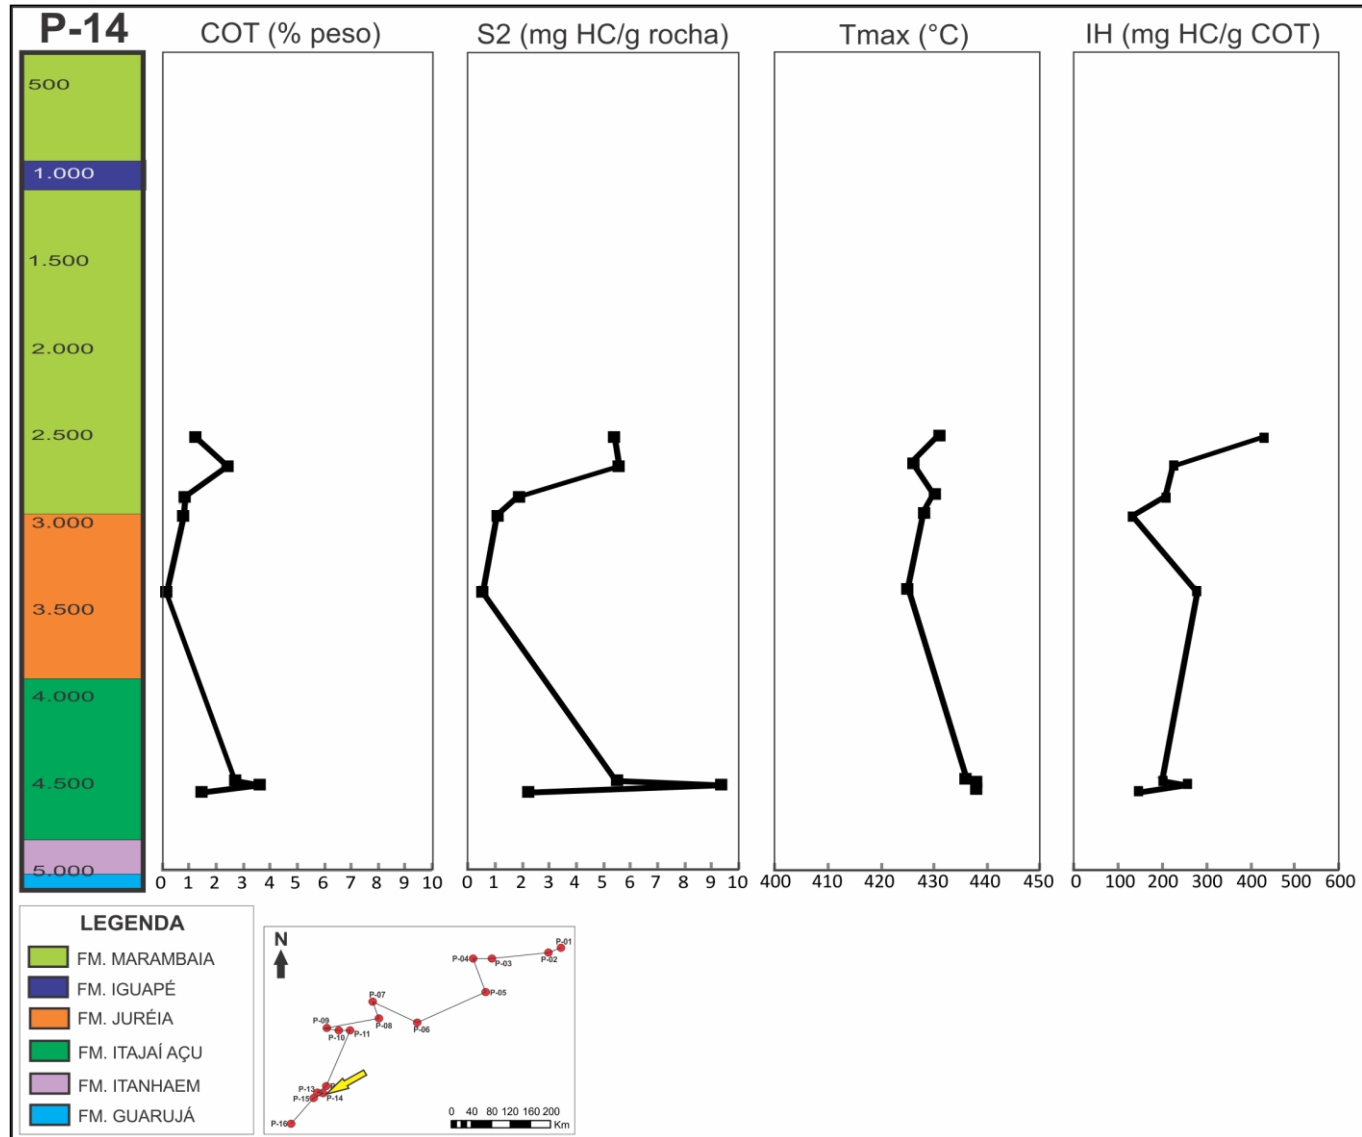 P-14
COT (% peso)
S2 (mg HC/g rocha)
Tmax (°C)
IH (mg HC/g COT)
500
1.000
1.500
2.000
2.500
3.000
3.500
4.000
4.500
5.000
0 1 2 3 4 5 6 7 8 9 10
0 1 2 3 4 5 6 7 8 9 10
400 410 420 430 440 450
0 100 200 300 400 500 600
LEGENDA
FM. MARAMBAIA
FM. IGUAPÉ
FM. JURÉIA
FM. ITAJAÍ AÇU
FM. ITANHAEM
FM. GUARUJÁ
N
P-01
P-02
P-04
P-03
P-05
P-07
P-08
P-06
P-09
P-10
P-11
P-13
P-14
P-15
P-16
0 40 80 120 160 200
Km